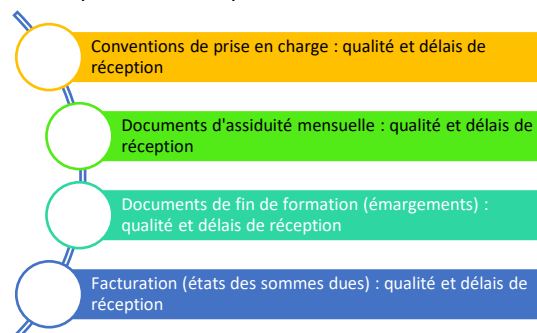 Conventions de prise en charge : qualité et délais de
réception
Documents d'assiduité mensuelle : qualité et délais de
réception
Documents de fin de formation (émargements) :
qualité et délais de réception
Facturation (états des sommes dues) : qualité et délais de
réception